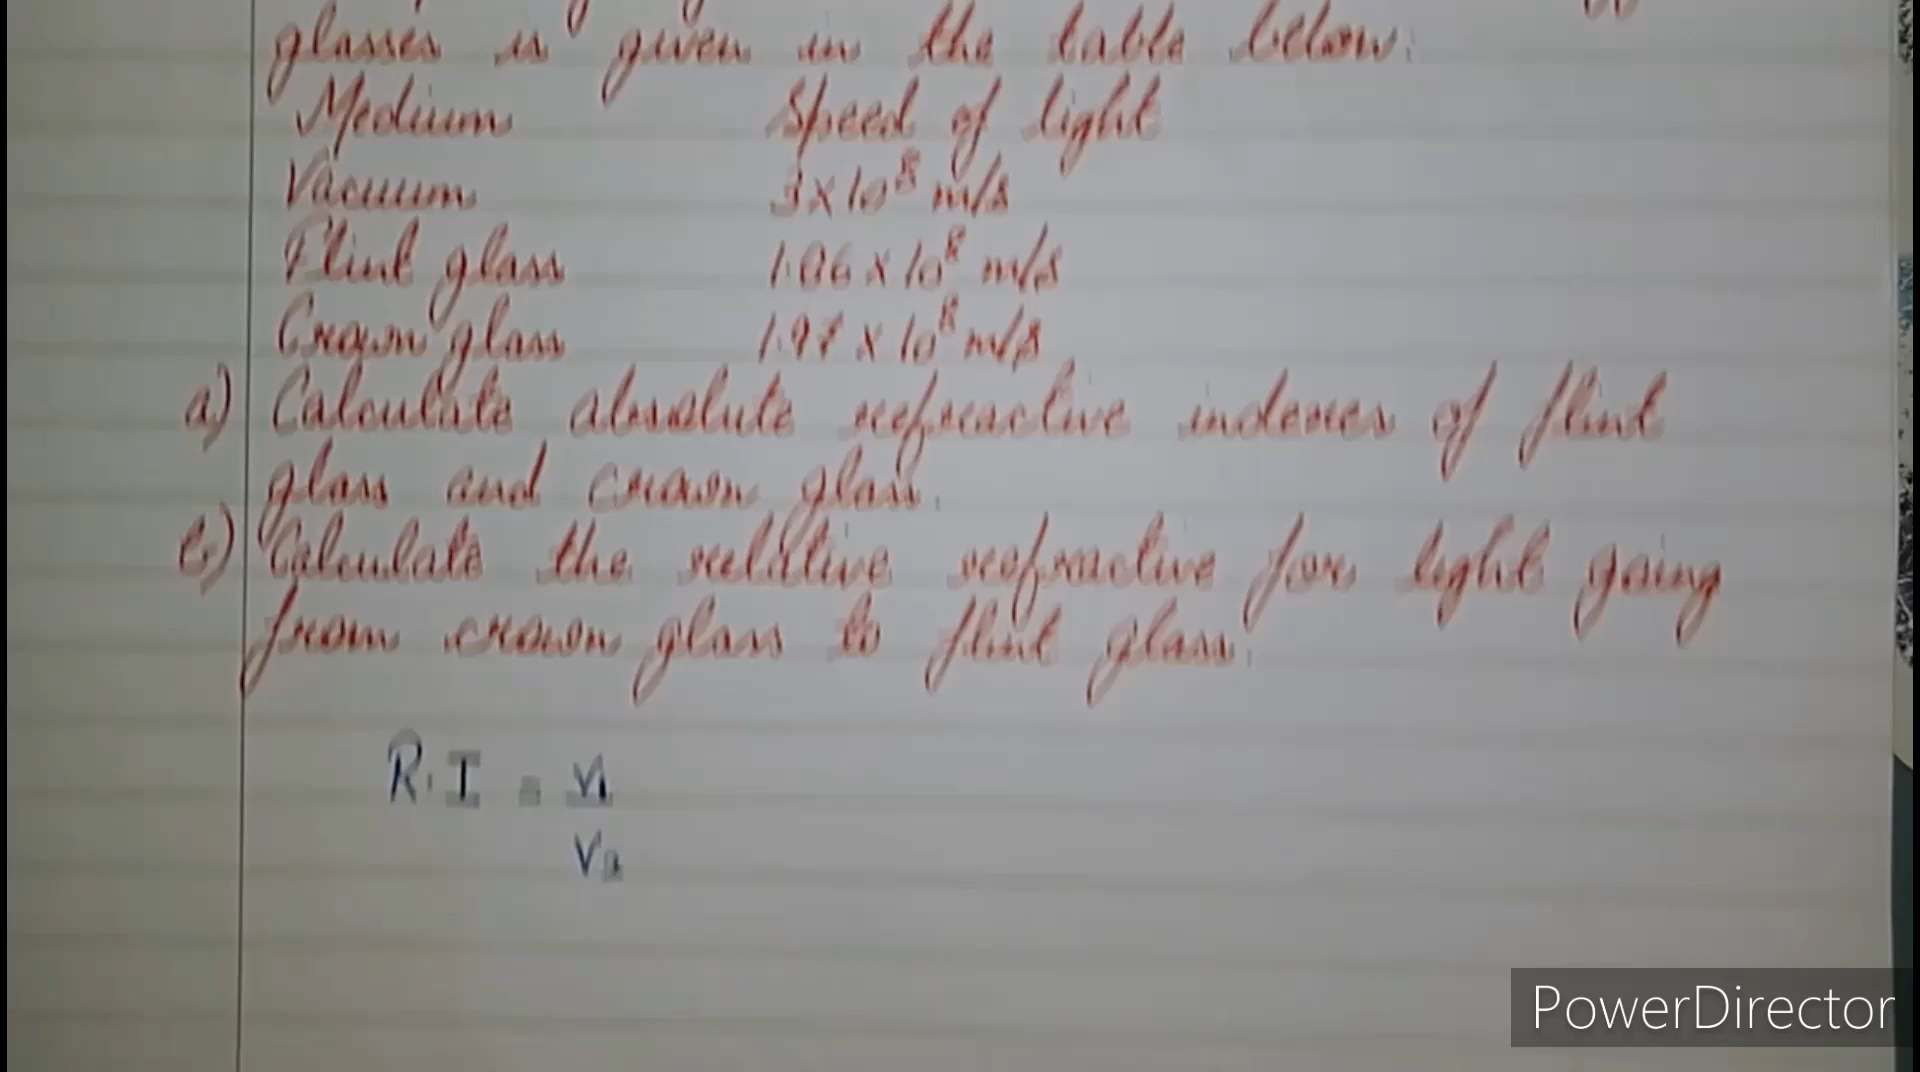 glasses is given in the table below:
Medium Speed of light
Vacuum 3 x 10⁸ m/s
Flint glass 1.86 x 10⁸ m/s
Crown glass 1.97 x 10⁸ m/s
a) Calculate absolute refractive indexes of flint
glass and crown glass.
b) Calculate the relative refractive for light going
from crown glass to flint glass.
R.I = V1
V2
PowerDirector